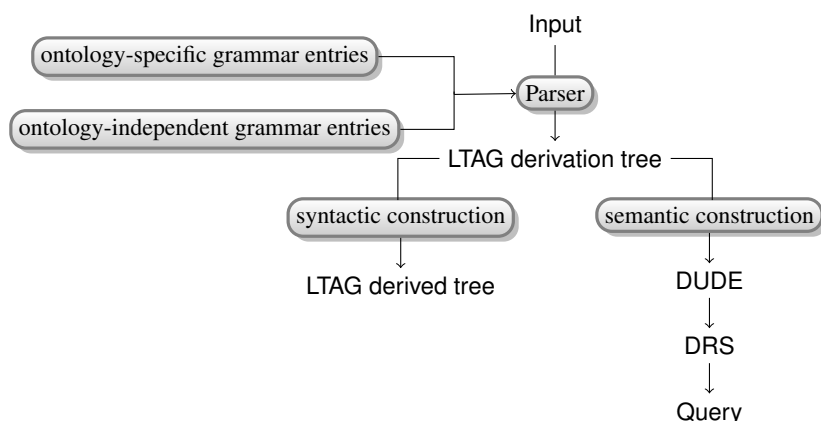 Input
ontology-specific grammar entries
Parser
ontology-independent grammar entries
LTAG derivation tree
syntactic construction
semantic construction
LTAG derived tree
DUDE
DRS
Query